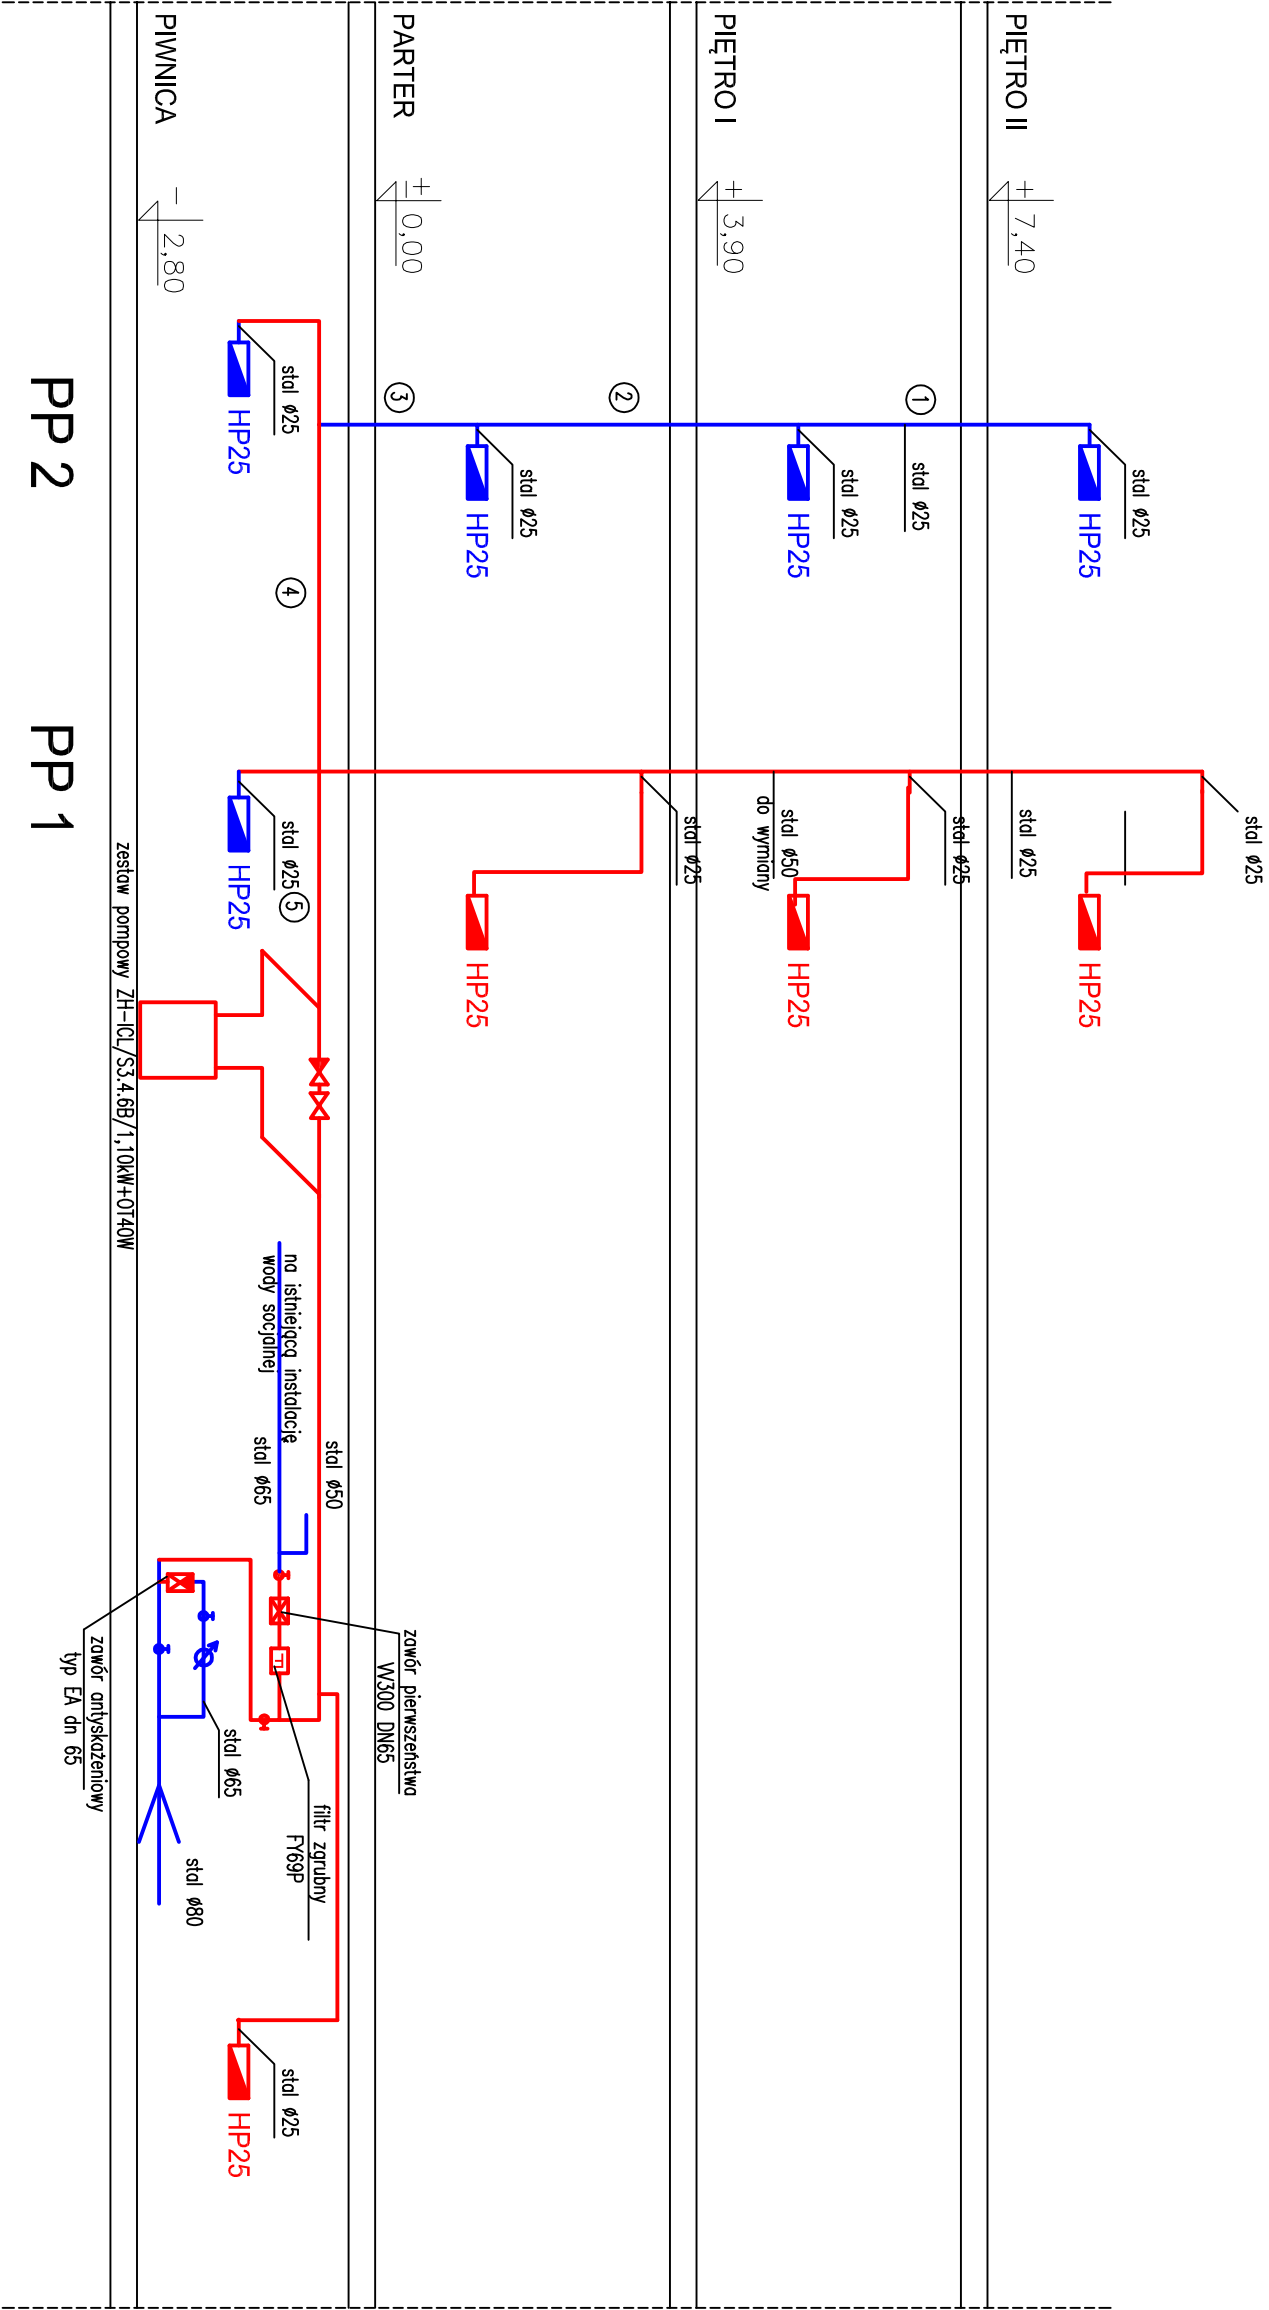 PIĘTRO II
+ 7,40
stal ø25
HP25
stal ø25
HP25
stal ø25
PIĘTRO I
+ 3,90
1
stal ø25
stal ø25
HP25
stal ø25
stal ø50
do wymiany
HP25
PARTER
± 0,00
2
3
stal ø25
HP25
stal ø25
HP25
PIWNICA
- 2,80
stal ø25
HP25
4
stal ø25
5
HP25
stal ø50
na istniejącą instalację
wody socjalnej
stal ø65
zawór pierwszeństwa
W300 DN65
filtr zgrubny
FY69P
F
stal ø65
stal ø80
zawór antyskażeniowy
typ EA dn 65
stal ø25
HP25
zestaw pompowy ZH-ICL/S3.4.6B/1,10kW+OT40W
PP 2
PP 1